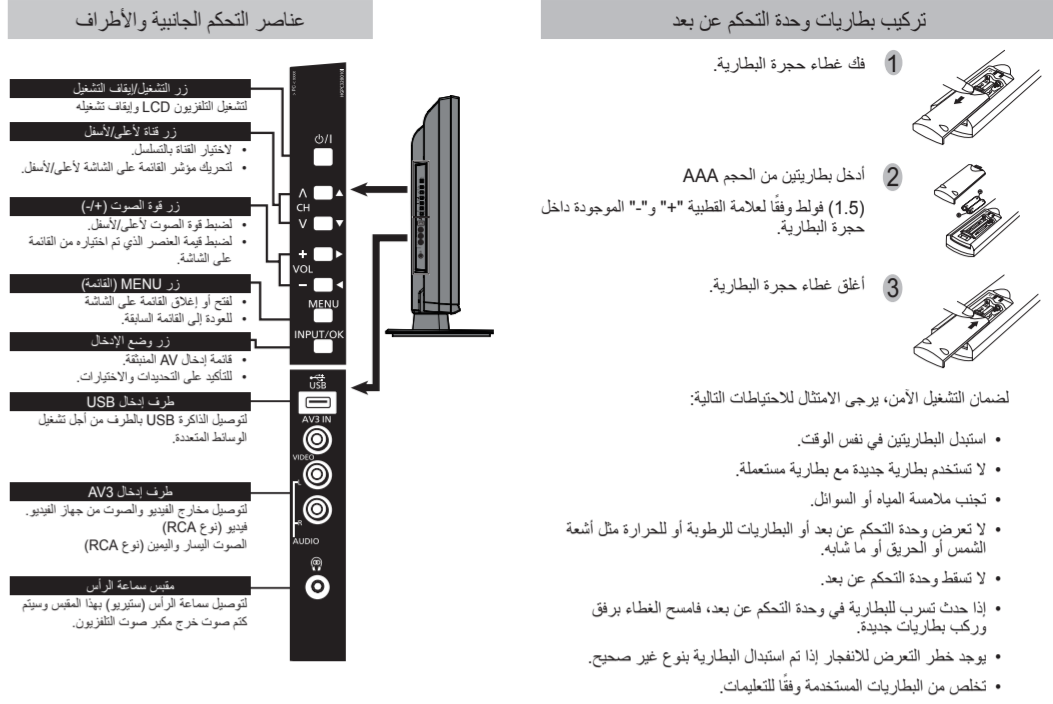 تركيب بطاريات وحدة التحكم عن بعد
1 فك غطاء حجرة البطارية.
2 أدخل بطاريتين من الحجم AAA
(1.5) فولط وفقًا لعلامة القطبية "+" و"-" الموجودة داخل
حجرة البطارية.
3 أغلق غطاء حجرة البطارية.
لضمان التشغيل الآمن، يرجى الامتثال للاحتياطات التالية:
• استبدل البطاريتين في نفس الوقت.
• لا تستخدم بطارية جديدة مع بطارية مستعملة.
• تجنب ملامسة المياه أو السوائل.
• لا تعرض وحدة التحكم عن بعد أو البطاريات للرطوبة أو للحرارة مثل أشعة
الشمس أو الحريق أو ما شابه.
• لا تسقط وحدة التحكم عن بعد.
• إذا حدث تسرب للبطارية في وحدة التحكم عن بعد، فامسح الغطاء برفق
وركب بطاريات جديدة.
• يوجد خطر التعرض للانفجار إذا تم استبدال البطارية بنوع غير صحيح.
• تخلص من البطاريات المستخدمة وفقًا للتعليمات.
عناصر التحكم الجانبية والأطراف
زر التشغيل/إيقاف التشغيل
لتشغيل التلفزيون LCD وإيقاف تشغيله
زر قناة لأعلى/لأسفل
• لاختيار القناة بالتسلسل.
• لتحريك مؤشر القائمة على الشاشة لأعلى/لأسفل.
زر قوة الصوت (+/-)
• لضبط قوة الصوت لأعلى/لأسفل.
• لضبط قيمة العنصر الذي تم اختياره من القائمة
على الشاشة.
زر MENU (القائمة)
• لفتح أو إغلاق القائمة على الشاشة
• للعودة إلى القائمة السابقة.
زر وضع الإدخال
• قائمة إدخال AV المنبثقة.
• للتأكيد على التحديدات والاختيارات.
طرف إدخال USB
لتوصيل الذاكرة USB بالطرف من أجل تشغيل
الوسائط المتعددة.
طرف إدخال AV3
لتوصيل مخارج الفيديو والصوت من جهاز الفيديو.
فيديو (نوع RCA)
الصوت اليسار واليمين (نوع RCA)
مقبس سماعة الرأس
لتوصيل سماعة الرأس (ستيريو) بهذا المقبس وسيتم
كتم صوت خرج مكبر صوت التلفزيون.
⏻/I
Λ ▲
CH
V ▼
+ ▶
VOL
− ◀
MENU
INPUT/OK
USB
AV3 IN
VIDEO
L
R
AUDIO